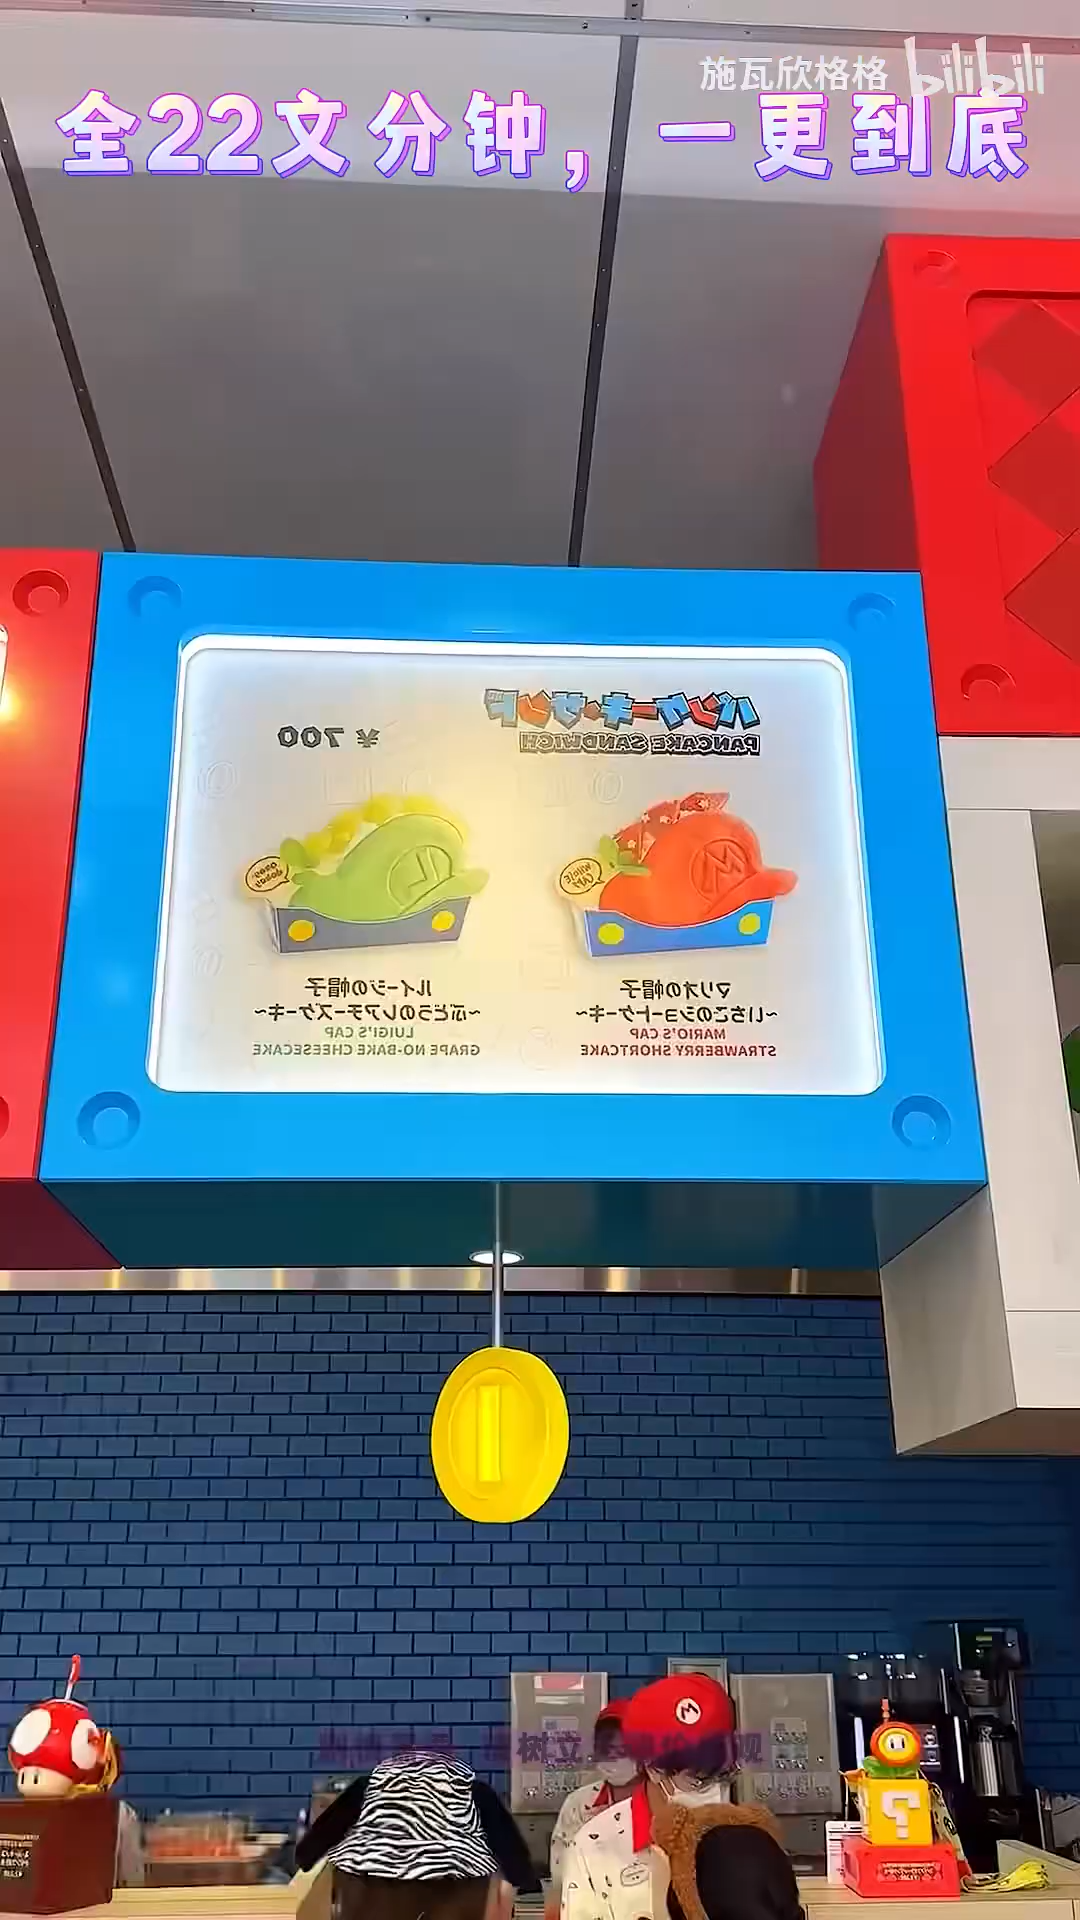 施瓦欣格格 bilibili
全22文分钟，一更到底
パンケーキ・サンド
PANCAKE SANDWICH
¥ 700
マリオの帽子
~いちごのショートケーキ~
MARIO'S CAP
STRAWBERRY SHORTCAKE
ルイージの帽子
~ぶどうのレアチーズケーキ~
LUIGI'S CAP
GRAPE NO-BAKE CHEESECAKE